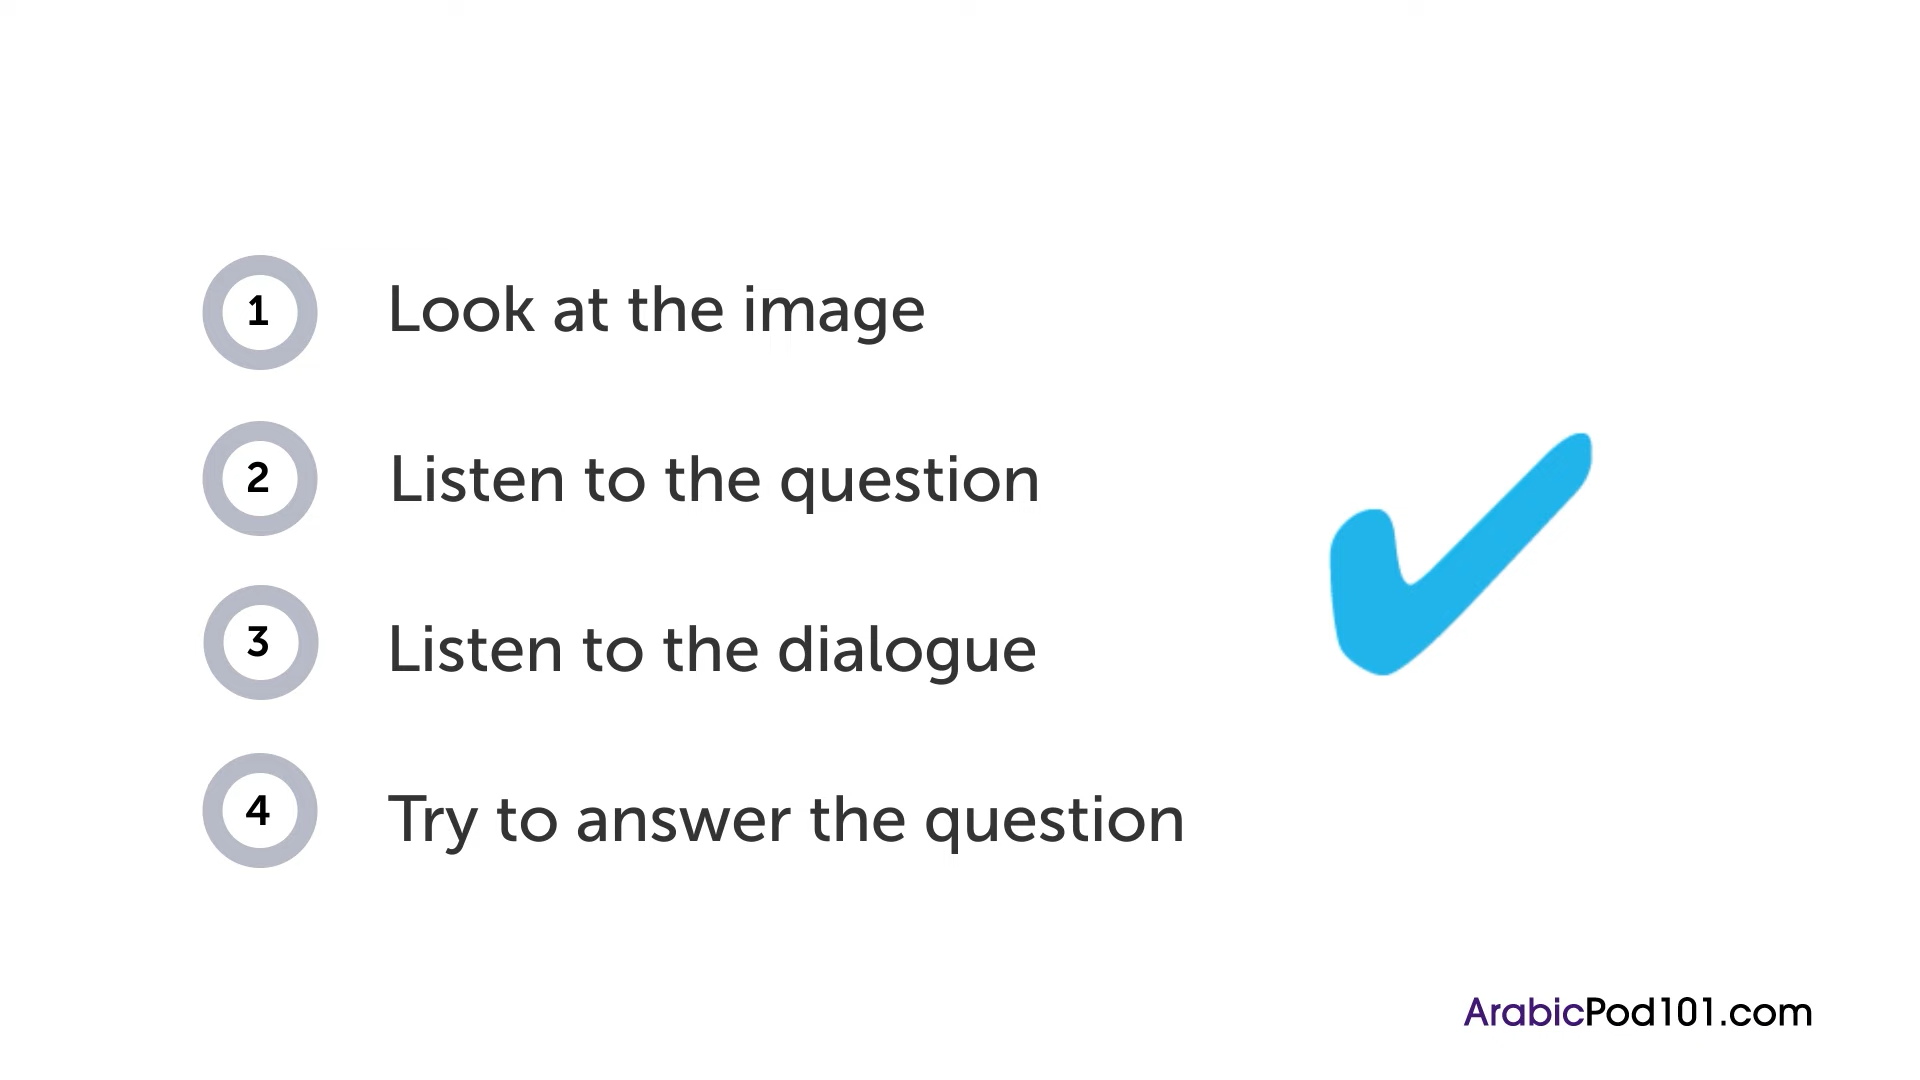 1 Look at the image
2 Listen to the question
3 Listen to the dialogue
4 Try to answer the question
ArabicPod101.com